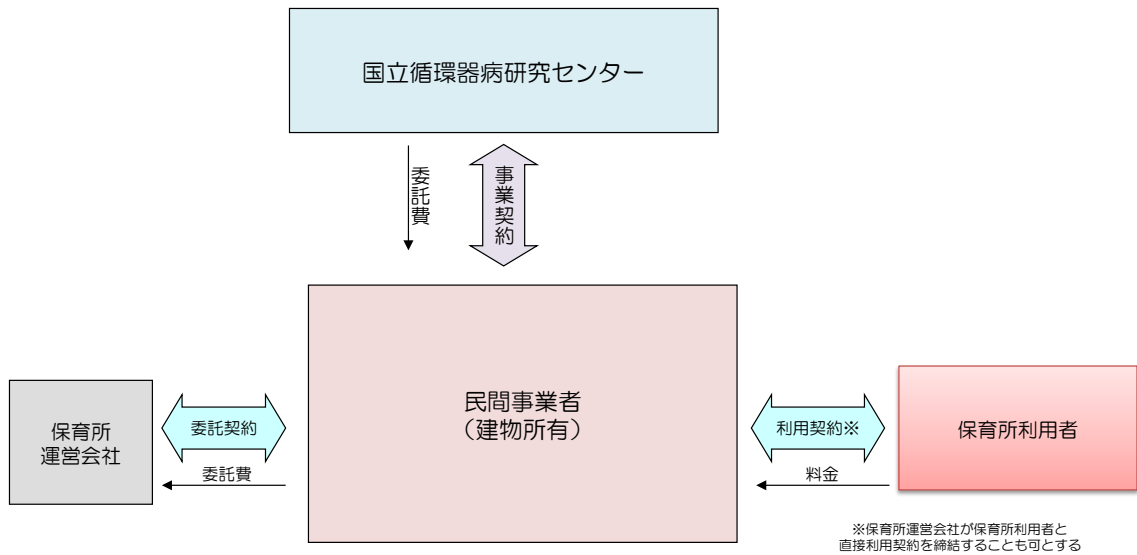 国立循環器病研究センター
委託費
事業契約
民間事業者
（建物所有）
保育所
運営会社
委託契約
委託費
利用契約※
料金
保育所利用者
※保育所運営会社が保育所利用者と
直接利用契約を締結することも可とする